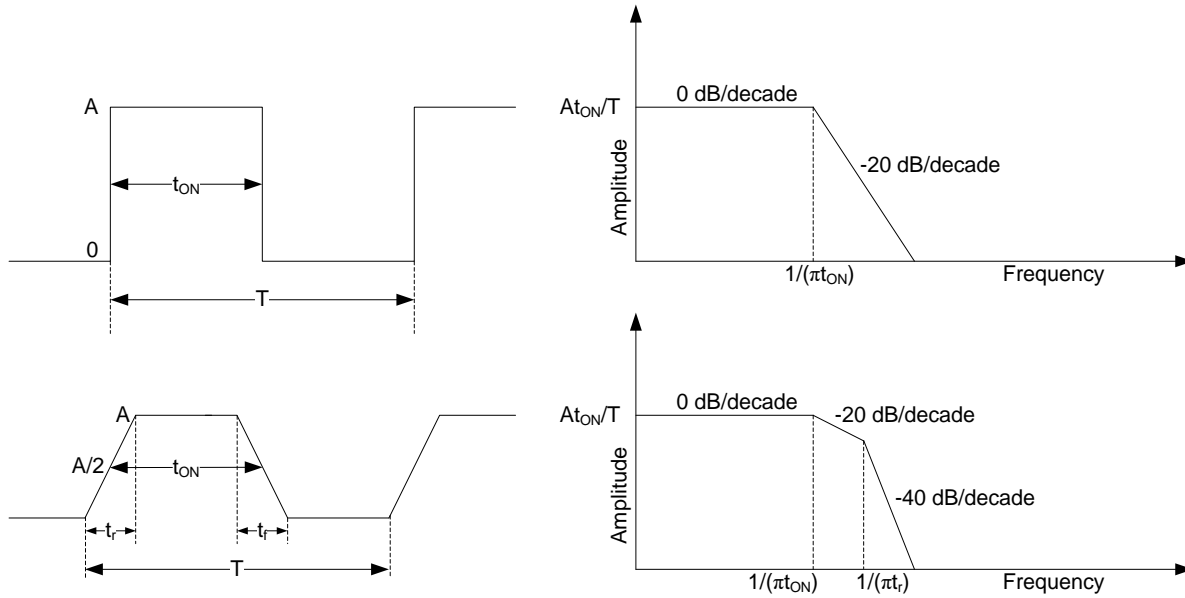 A
t_ON
0
T
0 dB/decade
At_ON/T
-20 dB/decade
Amplitude
1/(πt_ON)
Frequency
A
A/2
t_ON
t_r
t_f
T
0 dB/decade
At_ON/T
-20 dB/decade
Amplitude
-40 dB/decade
1/(πt_ON)
1/(πt_r)
Frequency